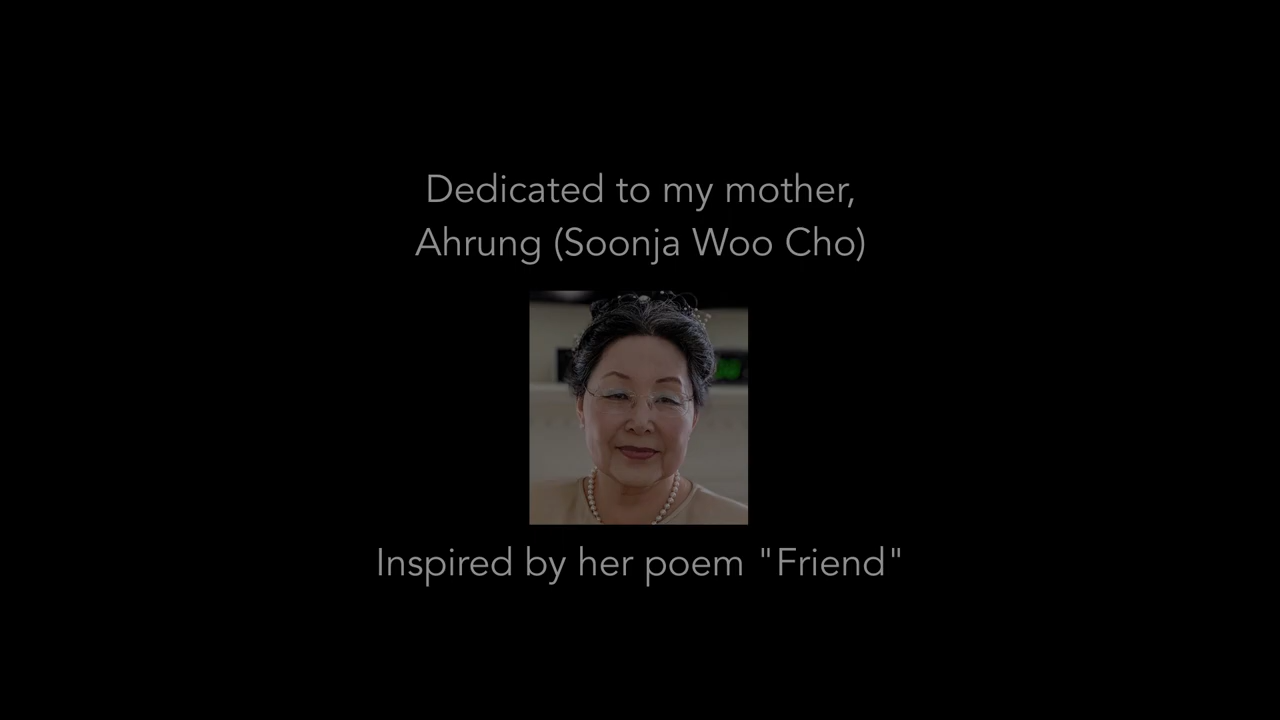 Dedicated to my mother,
Ahrung (Soonja Woo Cho)
Inspired by her poem "Friend"